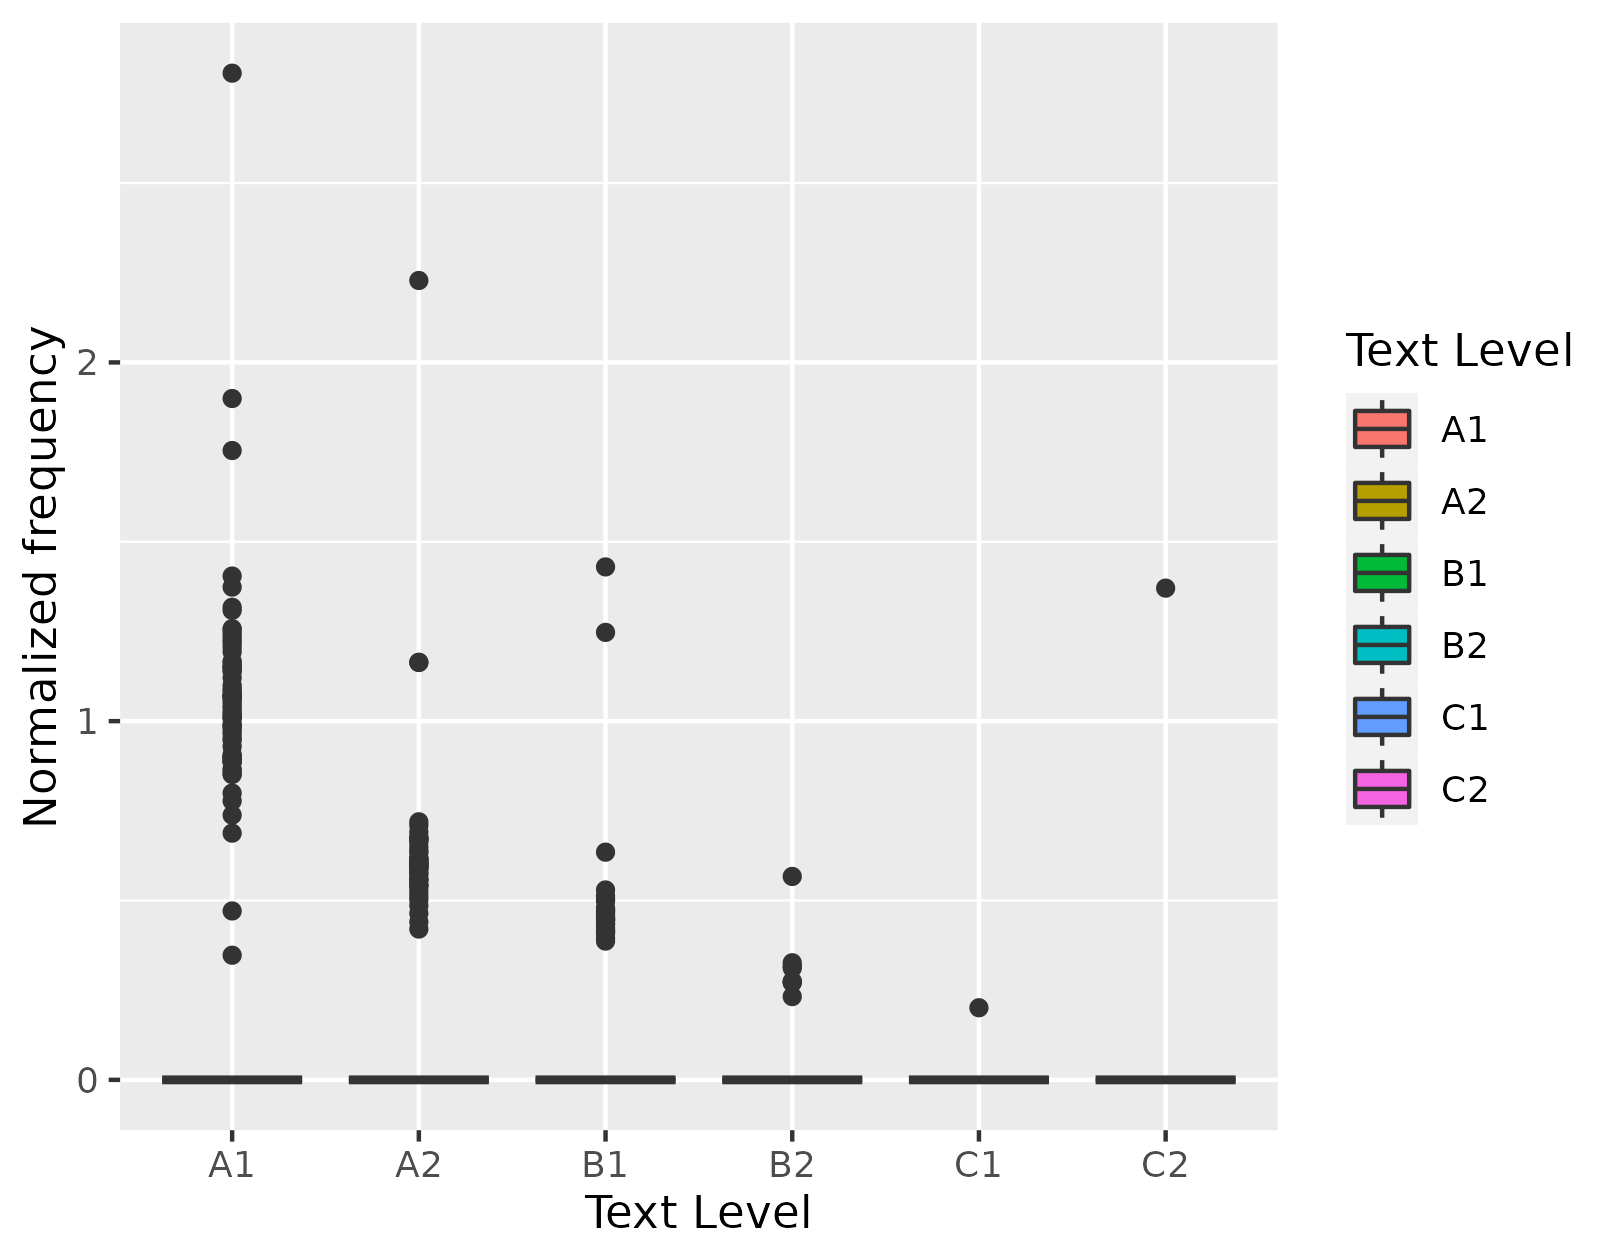 Normalized frequency
2
1
0
A1 A2 B1 B2 C1 C2
Text Level
Text Level
A1
A2
B1
B2
C1
C2